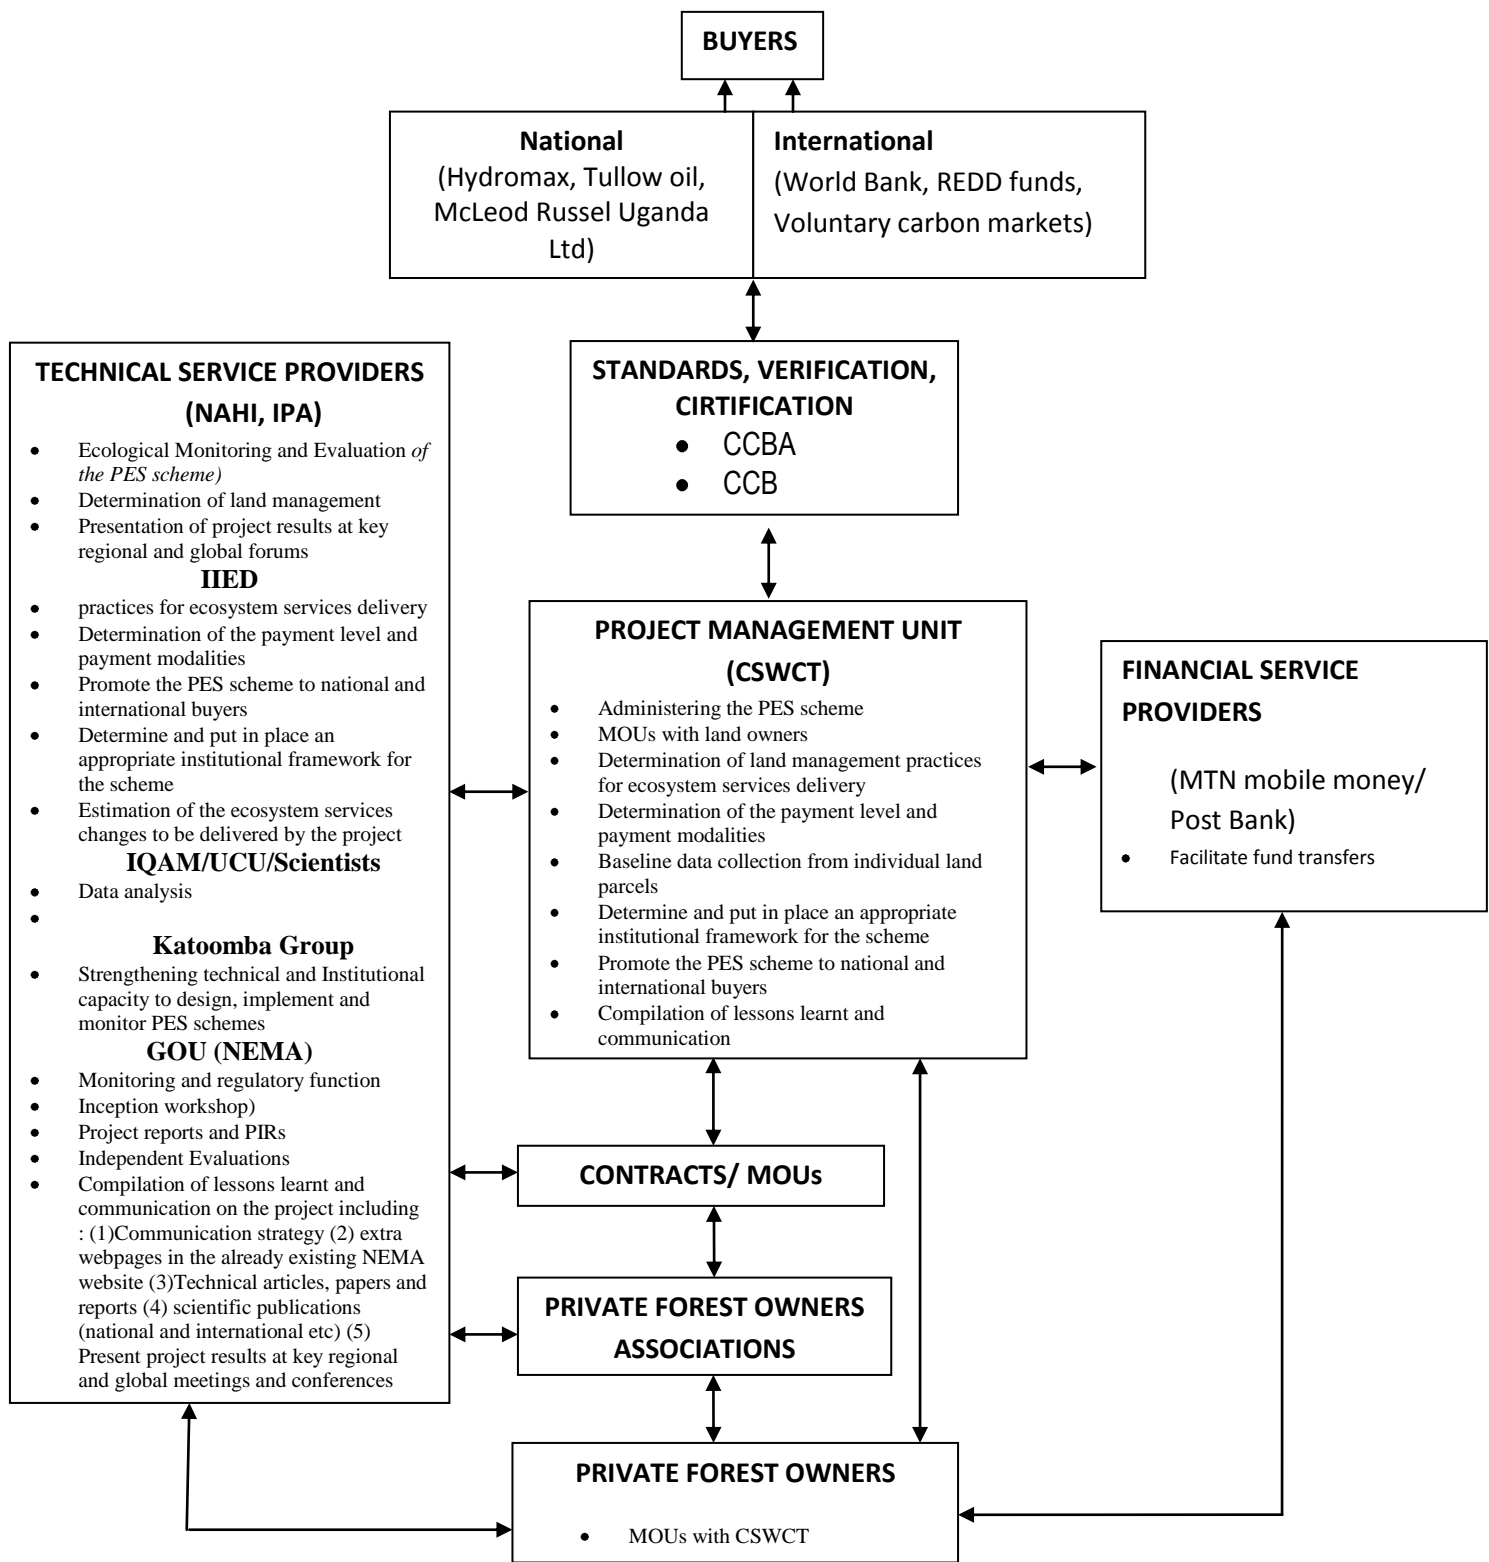 BUYERS
National
(Hydromax, Tullow oil,
McLeod Russel Uganda
Ltd)
International
(World Bank, REDD funds,
Voluntary carbon markets)
STANDARDS, VERIFICATION,
CIRTIFICATION
• CCBA
• CCB
TECHNICAL SERVICE PROVIDERS
(NAHI, IPA)
• Ecological Monitoring and Evaluation of
the PES scheme)
• Determination of land management
• Presentation of project results at key
regional and global forums
IIED
• practices for ecosystem services delivery
• Determination of the payment level and
payment modalities
• Promote the PES scheme to national and
international buyers
• Determine and put in place an
appropriate institutional framework for
the scheme
• Estimation of the ecosystem services
changes to be delivered by the project
IQAM/UCU/Scientists
• Data analysis
•
Katoomba Group
• Strengthening technical and Institutional
capacity to design, implement and
monitor PES schemes
GOU (NEMA)
• Monitoring and regulatory function
• Inception workshop)
• Project reports and PIRs
• Independent Evaluations
• Compilation of lessons learnt and
communication on the project including
: (1)Communication strategy (2) extra
webpages in the already existing NEMA
website (3)Technical articles, papers and
reports (4) scientific publications
(national and international etc) (5)
Present project results at key regional
and global meetings and conferences
PROJECT MANAGEMENT UNIT
(CSWCT)
• Administering the PES scheme
• MOUs with land owners
• Determination of land management practices
for ecosystem services delivery
• Determination of the payment level and
payment modalities
• Baseline data collection from individual land
parcels
• Determine and put in place an appropriate
institutional framework for the scheme
• Promote the PES scheme to national and
international buyers
• Compilation of lessons learnt and
communication
FINANCIAL SERVICE
PROVIDERS
(MTN mobile money/
Post Bank)
• Facilitate fund transfers
CONTRACTS/ MOUs
PRIVATE FOREST OWNERS
ASSOCIATIONS
PRIVATE FOREST OWNERS
• MOUs with CSWCT